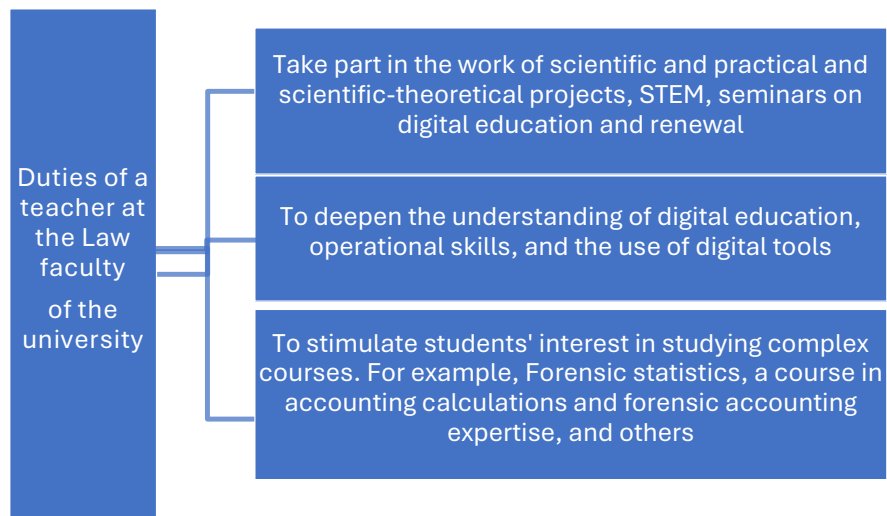 Duties of a
teacher at
the Law
faculty
of the
university
Take part in the work of scientific and practical and
scientific-theoretical projects, STEM, seminars on
digital education and renewal
To deepen the understanding of digital education,
operational skills, and the use of digital tools
To stimulate students' interest in studying complex
courses. For example, Forensic statistics, a course in
accounting calculations and forensic accounting
expertise, and others